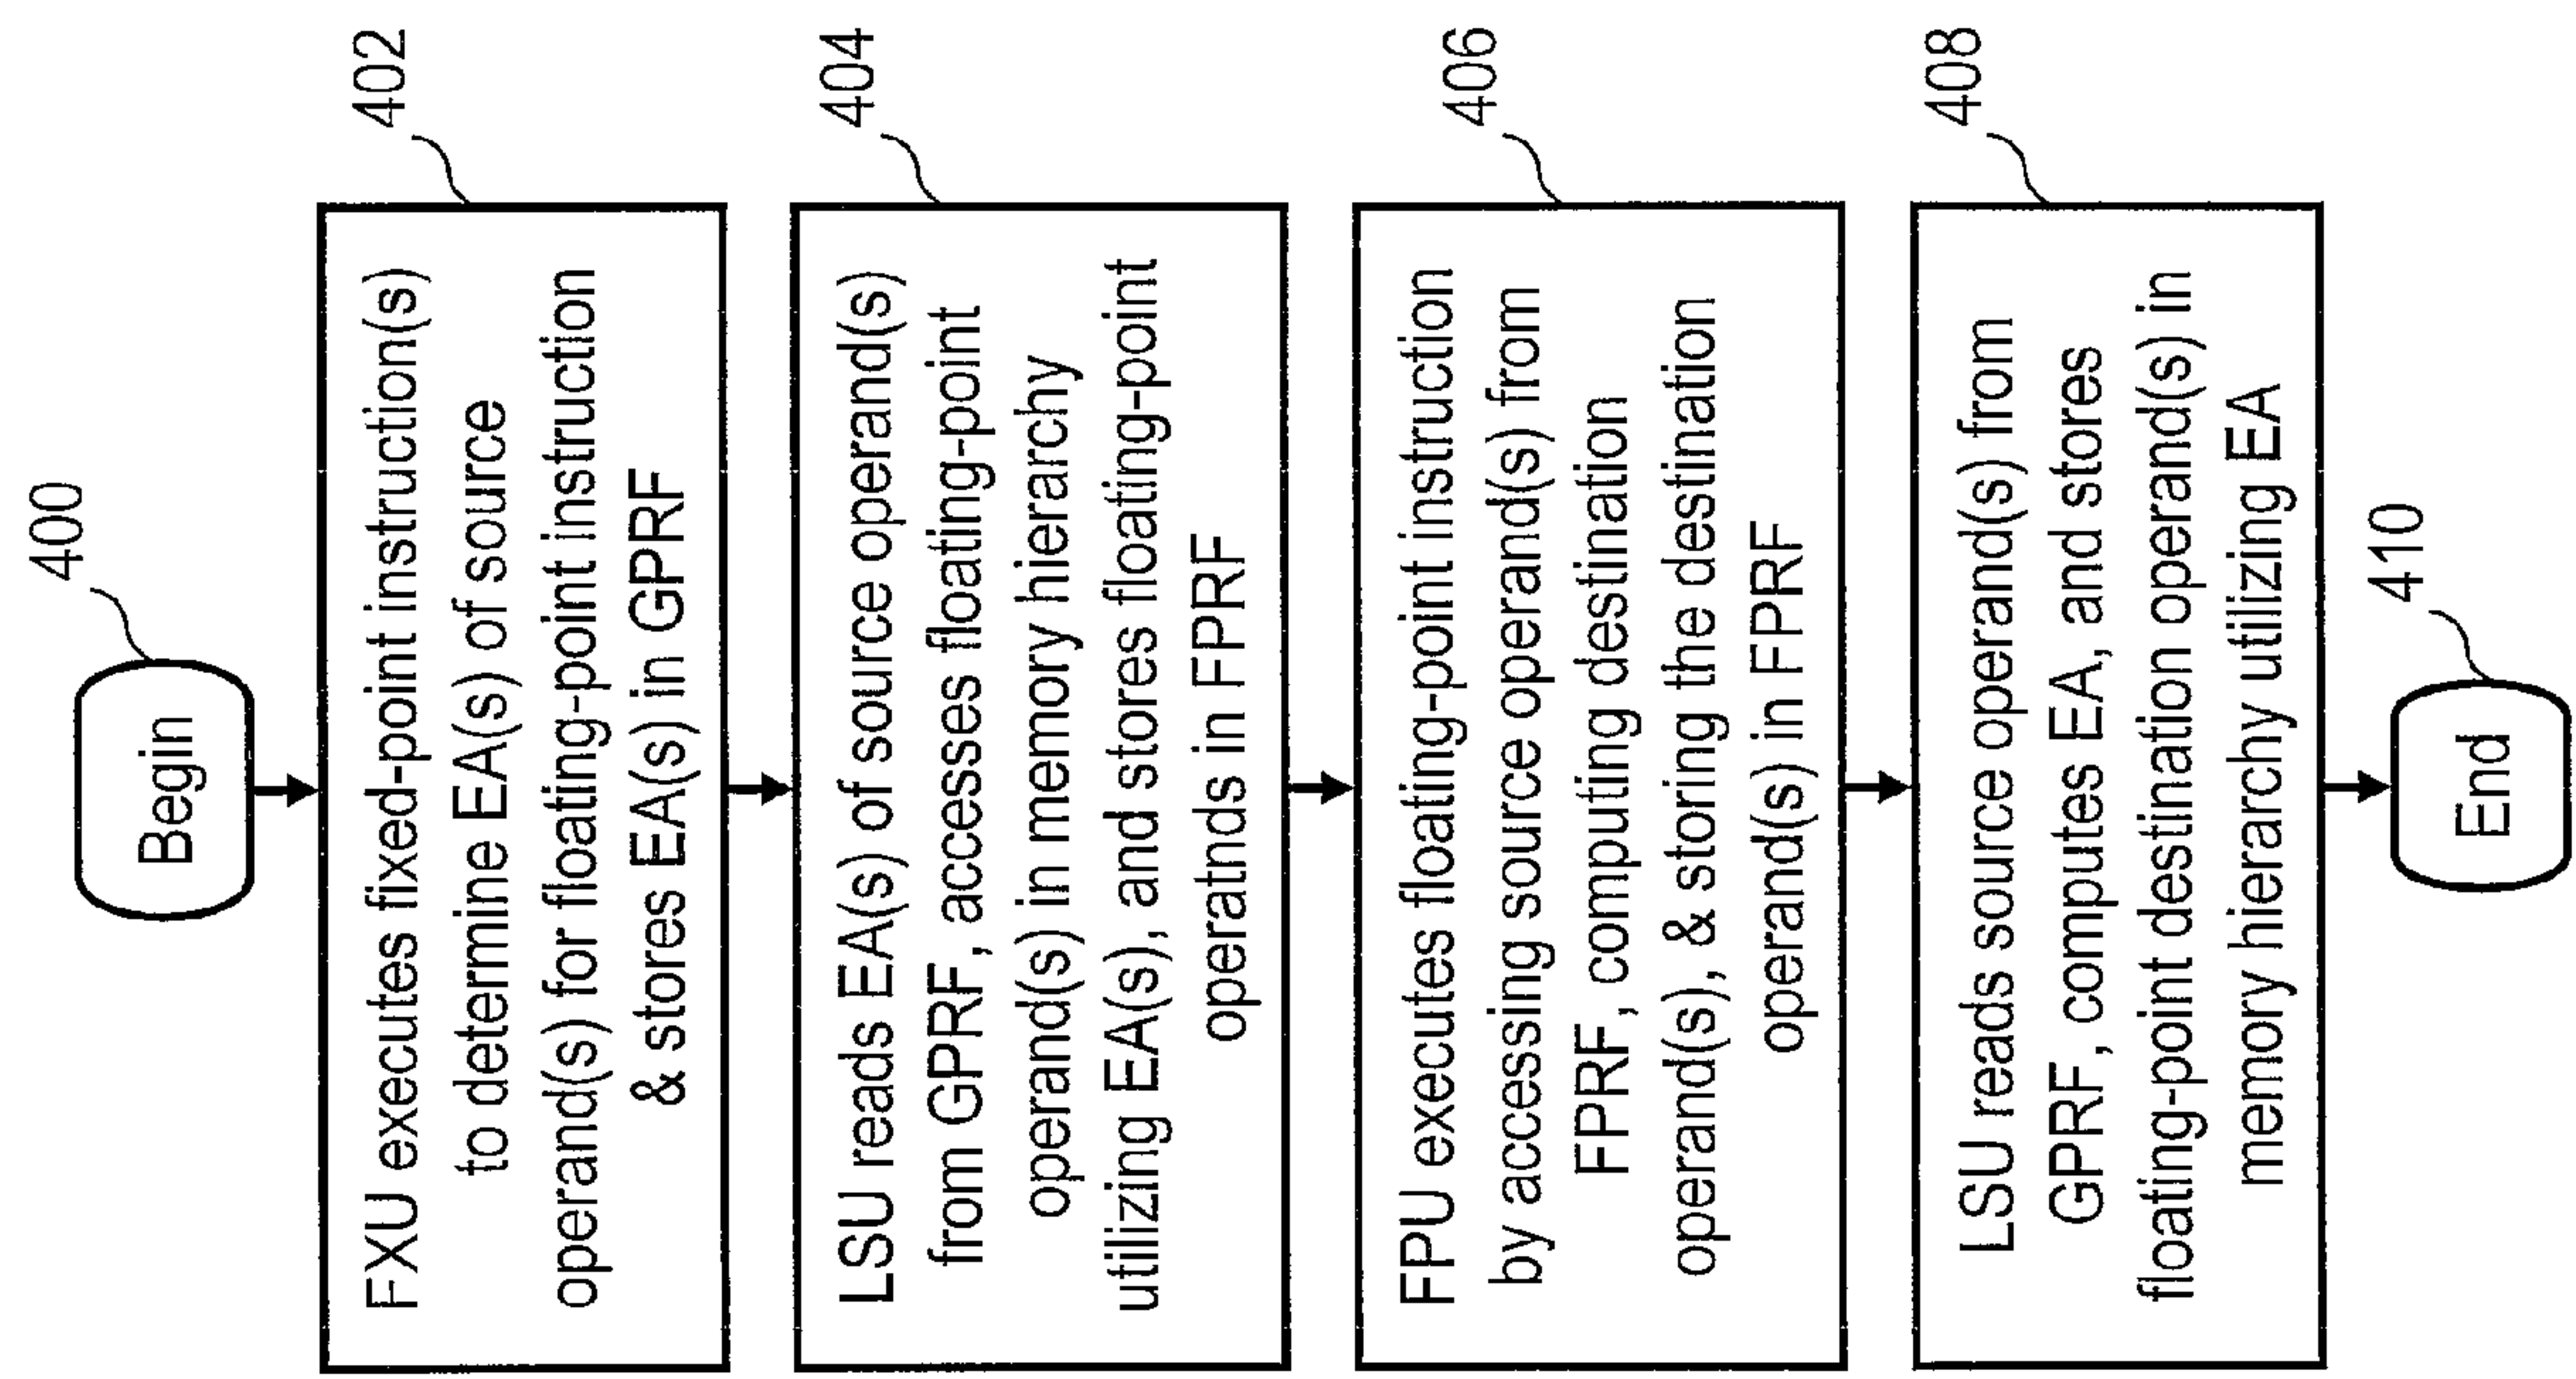 400
Begin
402
FXU executes fixed-point instruction(s)
to determine EA(s) of source
operand(s) for floating-point instruction
& stores EA(s) in GPRF
404
LSU reads EA(s) of source operand(s)
from GPRF, accesses floating-point
operand(s) in memory hierarchy
utilizing EA(s), and stores floating-point
operatnds in FPRF
406
FPU executes floating-point instruction
by accessing source operand(s) from
FPRF, computing destination
operand(s), & storing the destination
operand(s) in FPRF
408
LSU reads source operand(s) from
GPRF, computes EA, and stores
floating-point destination operand(s) in
memory hierarchy utilizing EA
410
End